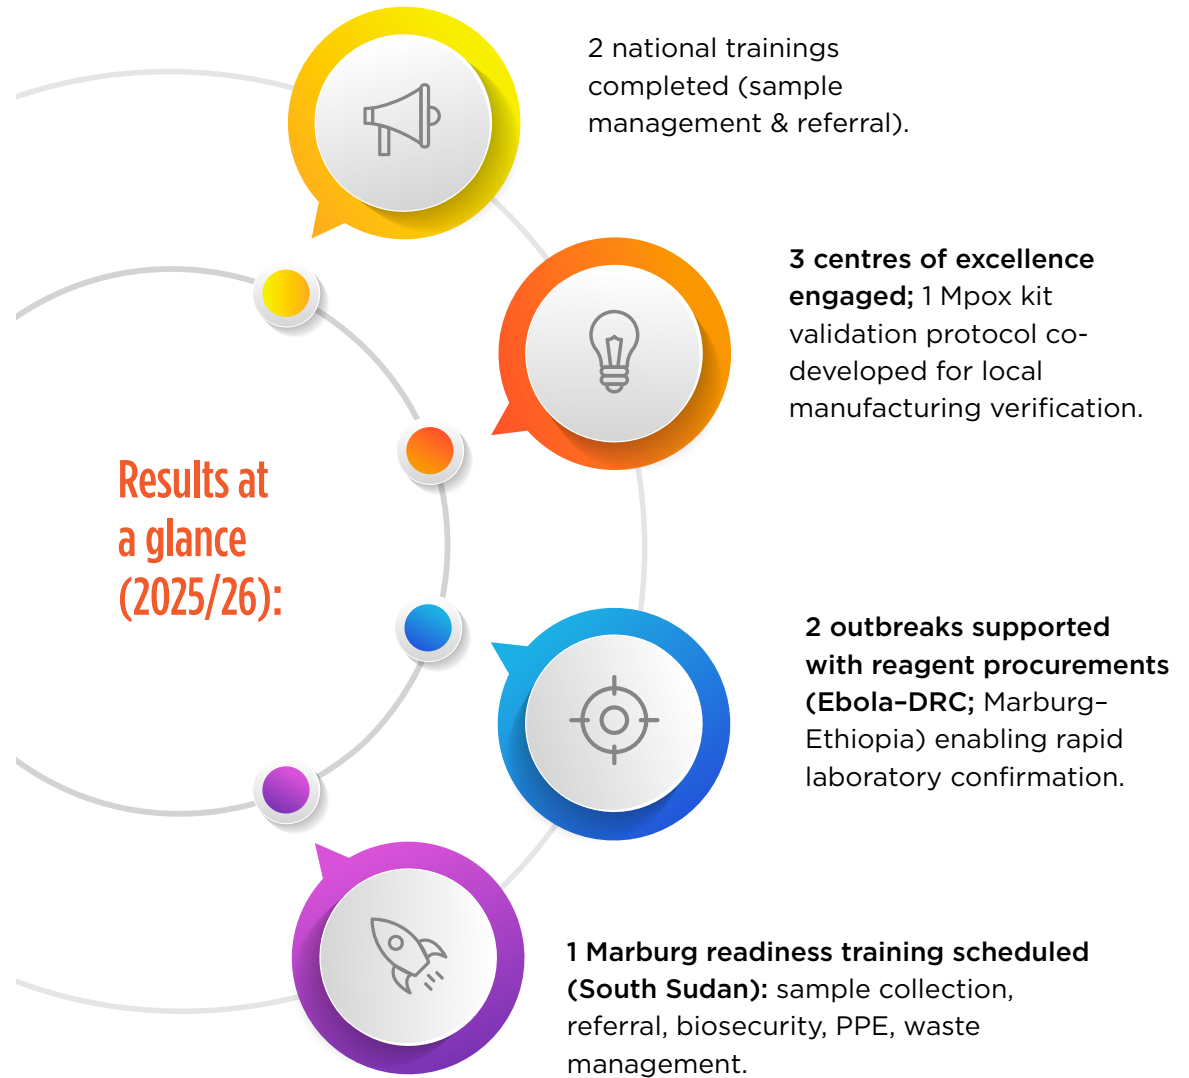 2 national trainings
completed (sample
management & referral).
3 centres of excellence
engaged; 1 Mpox kit
validation protocol co-
developed for local
manufacturing verification.
Results at
a glance
(2025/26):
2 outbreaks supported
with reagent procurements
(Ebola–DRC; Marburg–
Ethiopia) enabling rapid
laboratory confirmation.
1 Marburg readiness training scheduled
(South Sudan): sample collection,
referral, biosecurity, PPE, waste
management.